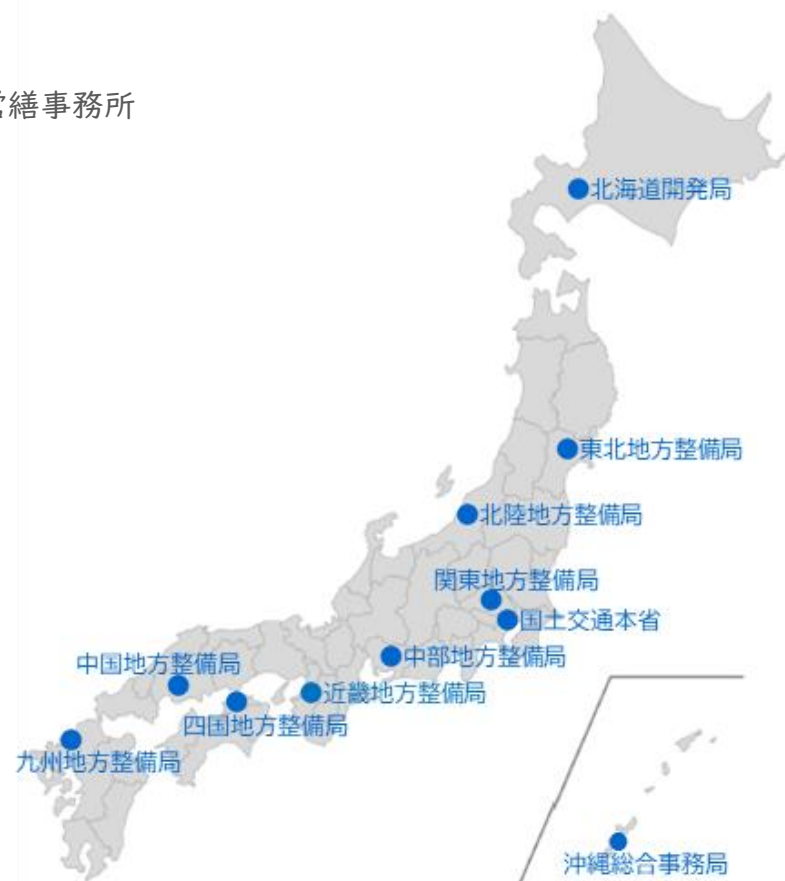 営繕事務所
北海道開発局
東北地方整備局
北陸地方整備局
関東地方整備局
国土交通本省
中部地方整備局
中国地方整備局
近畿地方整備局
四国地方整備局
九州地方整備局
沖縄総合事務局